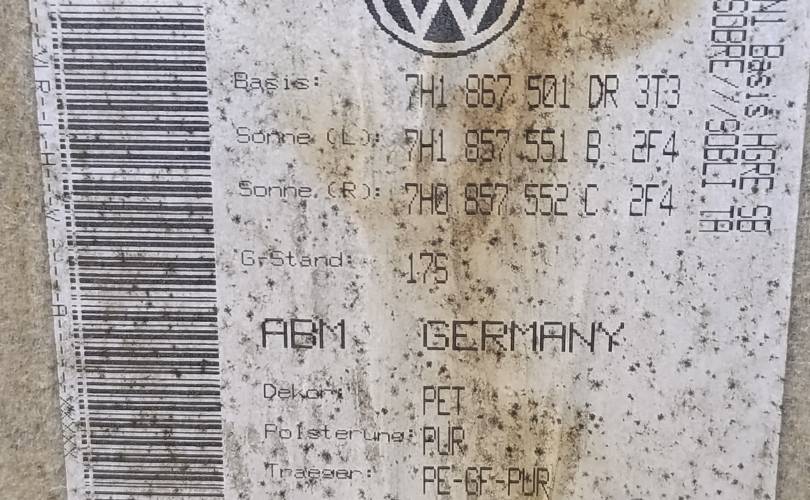 Basis: 7H1 867 501 DR 3T3
Sonne (L): 7H1 857 551 B 2F4
Sonne (R): 7H0 857 552 C 2F4
G-Stand: 17S
ABM GERMANY
Dekor: PET
Polsterung: PUR
Traeger: PE-GF-PUR